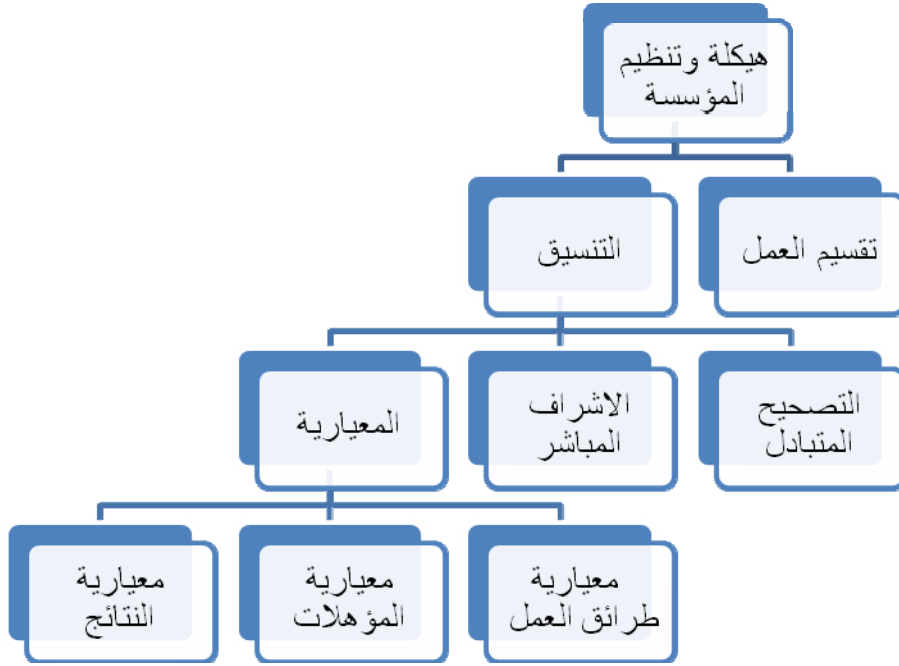 هيكلة وتنظيم
المؤسسة
تقسيم العمل
التنسيق
التصحيح
المتبادل
الاشراف
المباشر
المعيارية
معيارية
طرائق العمل
معيارية
المؤهلات
معيارية
النتائج